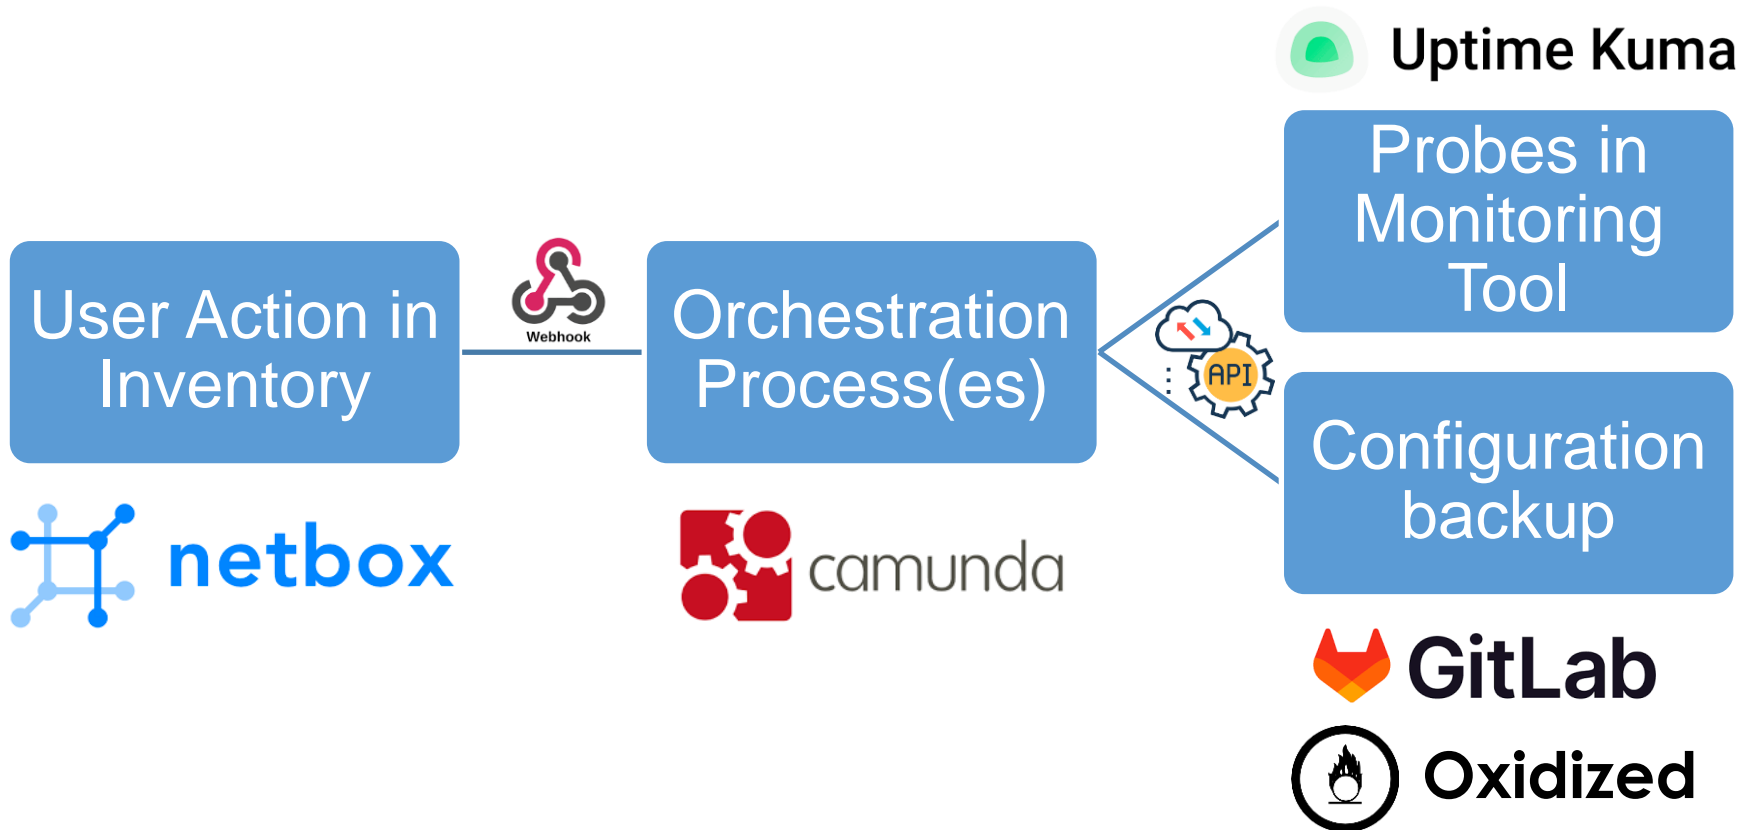 Uptime Kuma
Probes in
Monitoring
Tool
User Action in
Inventory
Webhook
Orchestration
Process(es)
API
Configuration
backup
netbox
camunda
GitLab
Oxidized